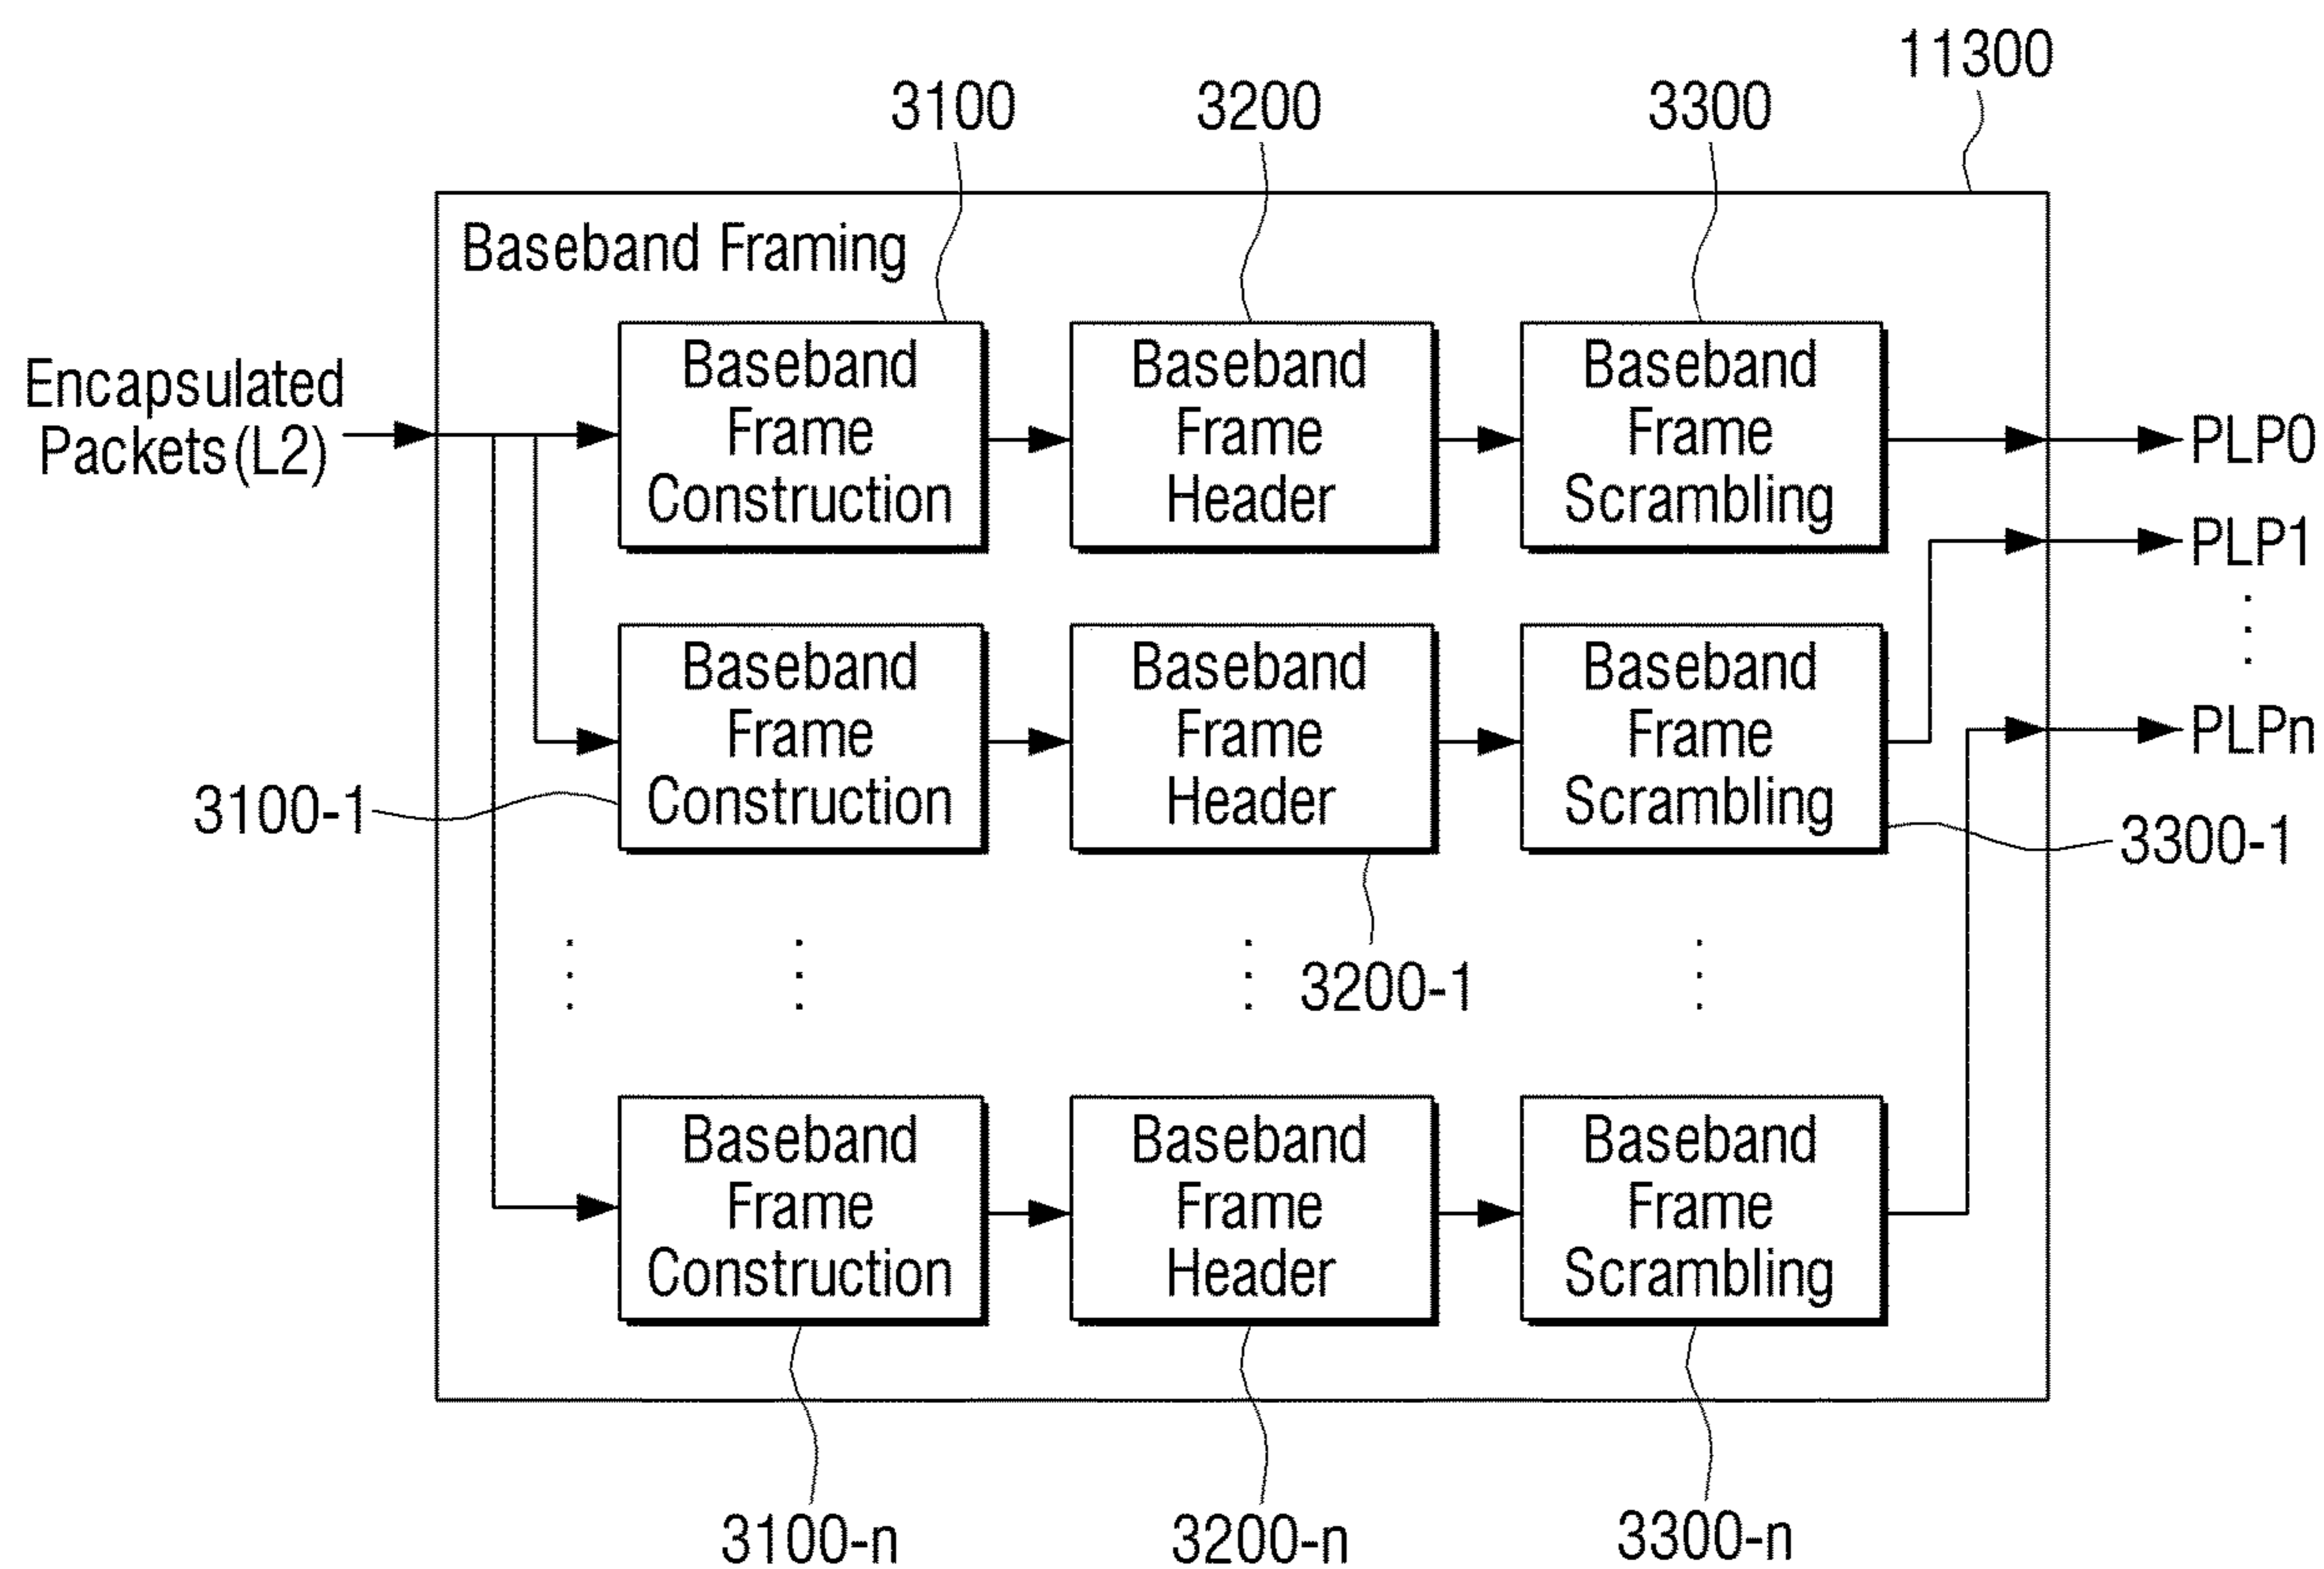 11300
3100
3200
3300
Baseband Framing
Encapsulated
Packets(L2)
Baseband
Frame
Construction
Baseband
Frame
Header
Baseband
Frame
Scrambling
PLP0
PLP1
PLPn
Baseband
Frame
Construction
Baseband
Frame
Header
Baseband
Frame
Scrambling
3100-1
3300-1
3200-1
Baseband
Frame
Construction
Baseband
Frame
Header
Baseband
Frame
Scrambling
3100-n
3200-n
3300-n